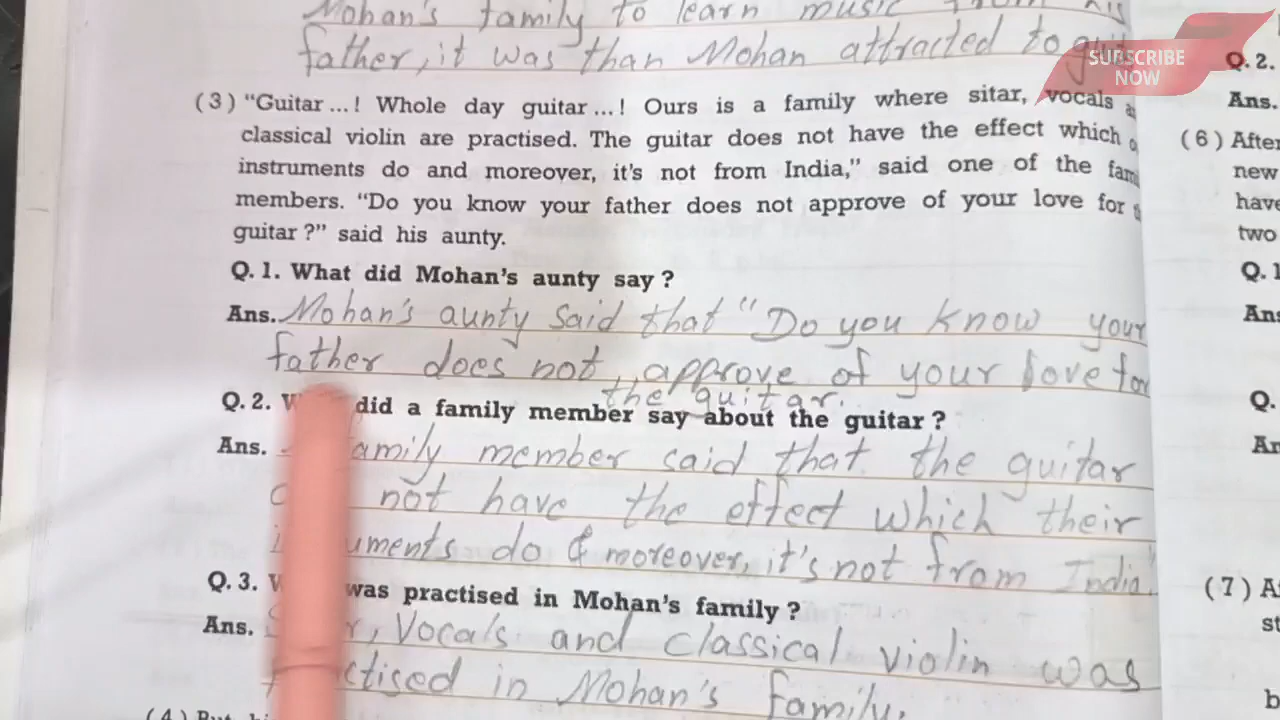 Mohan's family to learn music
father, it was than Mohan attracted to
SUBSCRIBE
NOW
(3) "Guitar ...! Whole day guitar ...! Ours is a family where sitar, vocals
classical violin are practised. The guitar does not have the effect which
instruments do and moreover, it's not from India," said one of the
members. "Do you know your father does not approve of your love for
guitar ?" said his aunty.
Q. 1. What did Mohan's aunty say ?
Ans. Mohan's aunty said that "Do you know your
father does not approve of your love for
the guitar.
Q. 2. did a family member say about the guitar ?
Ans. family member said that the guitar
not have the effect which their
do & moreover, it's not from India"
Q. 3. was practised in Mohan's family ?
Ans. Vocals and classical violin was
in Mohan's family.
(4)
Q. 2.
Ans.
(6) After
new
have
two
Q. 1
Ans
Q.
(7)